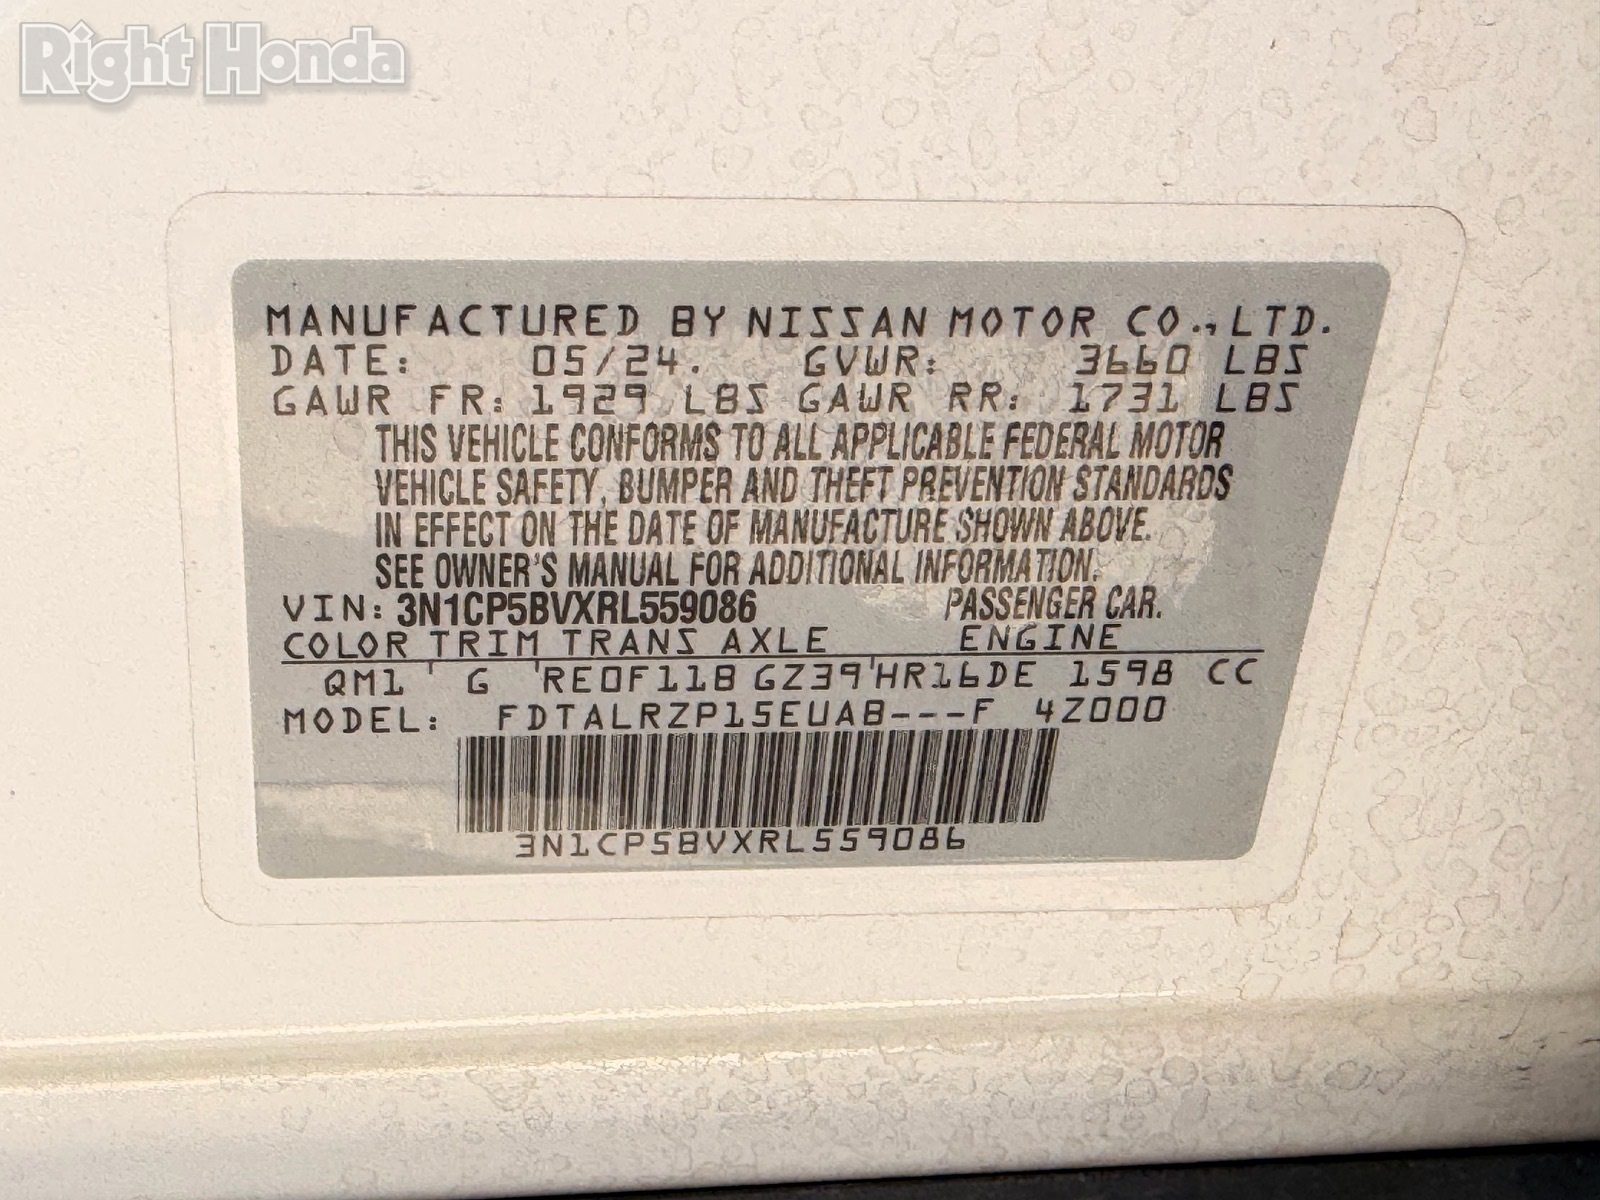 Right Honda
MANUFACTURED BY NISSAN MOTOR CO., LTD.
DATE: 05/24. GVWR: 3660 LBS
GAWR FR: 1929 LBS GAWR RR: 1731 LBS
THIS VEHICLE CONFORMS TO ALL APPLICABLE FEDERAL MOTOR
VEHICLE SAFETY, BUMPER AND THEFT PREVENTION STANDARDS
IN EFFECT ON THE DATE OF MANUFACTURE SHOWN ABOVE.
SEE OWNER'S MANUAL FOR ADDITIONAL INFORMATION.
VIN: 3N1CP5BVXRL559086 PASSENGER CAR.
COLOR TRIM TRANS AXLE ENGINE
QM1 ' G 'RE0F11B GZ39'HR16DE 1598 CC
MODEL: FDTALRZP15EUAB---F 4Z000
3N1CP5BVXRL559086